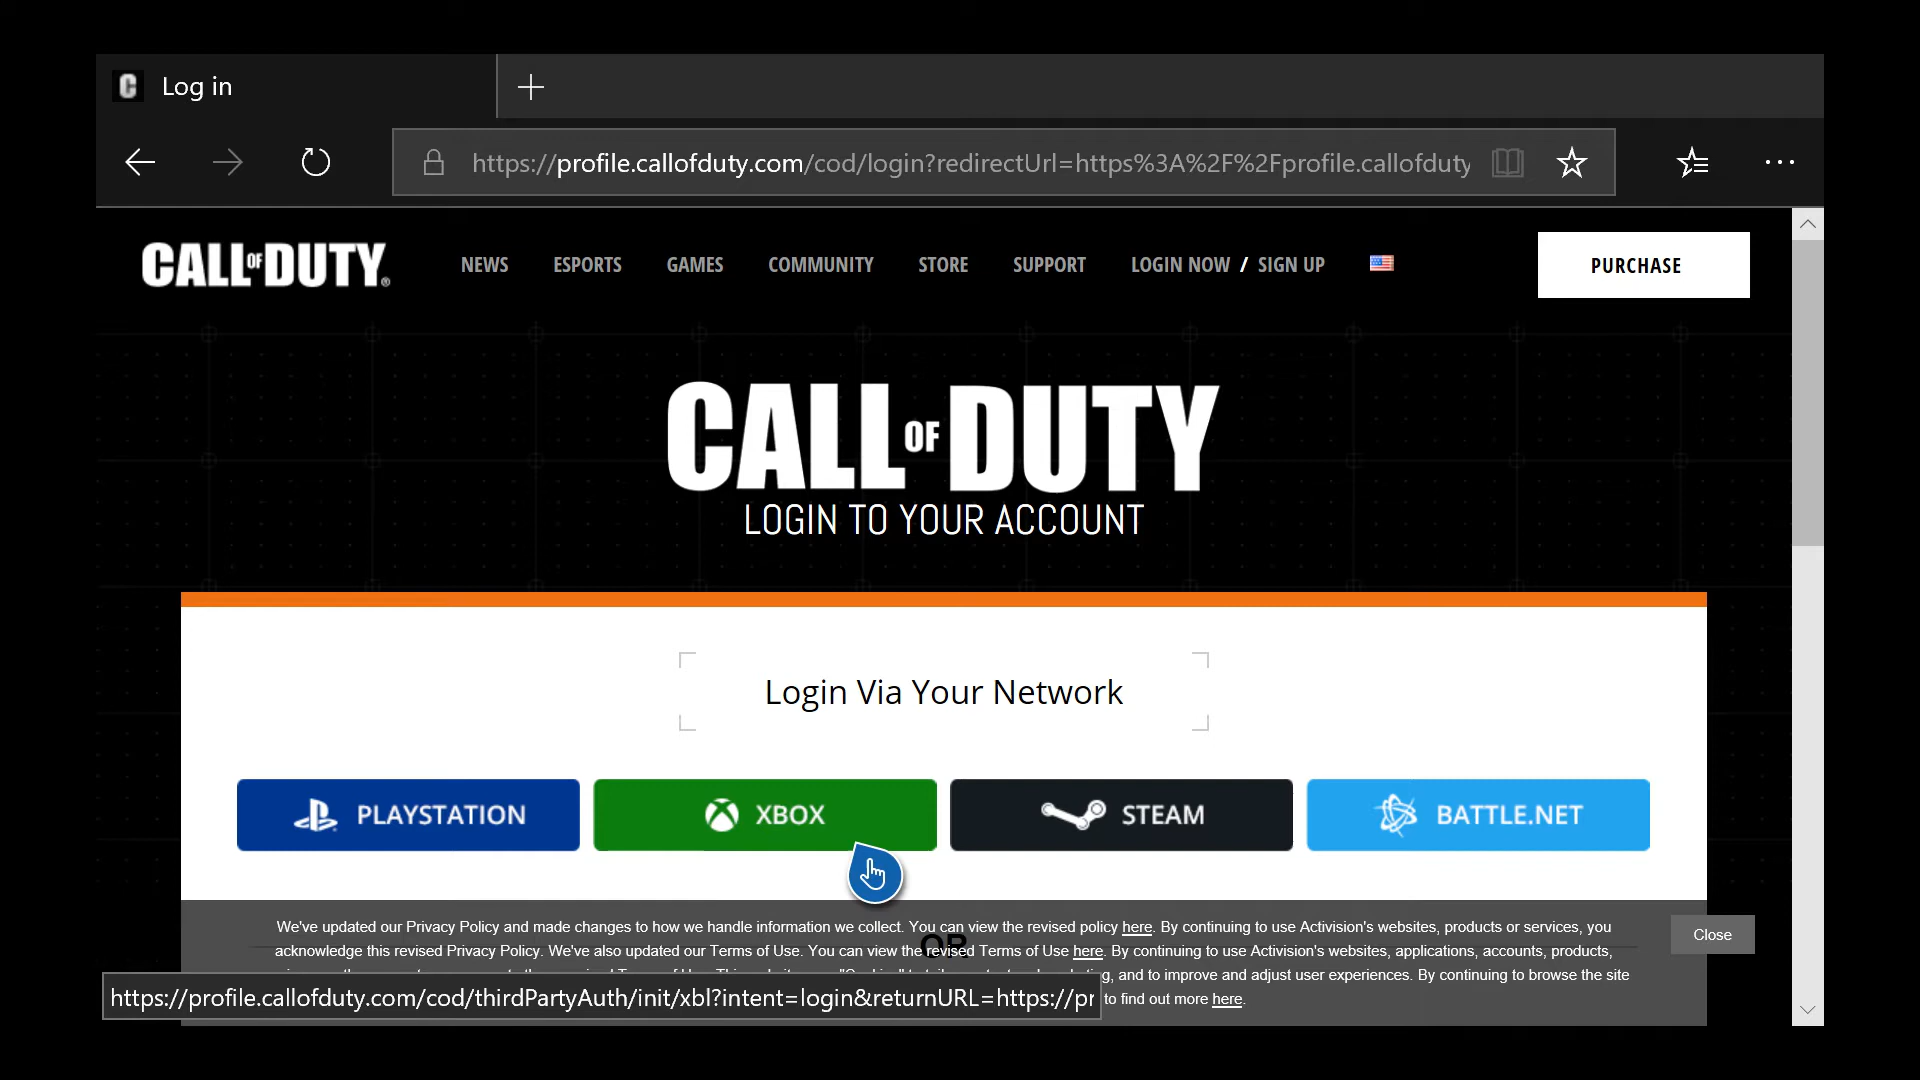 Log in
https://profile.callofduty.com/cod/login?redirectUrl=https%3A%2F%2Fprofile.callofduty
CALL OF DUTY®
NEWS ESPORTS GAMES COMMUNITY STORE SUPPORT LOGIN NOW / SIGN UP
PURCHASE
CALL OF DUTY
LOGIN TO YOUR ACCOUNT
Login Via Your Network
PLAYSTATION XBOX STEAM BATTLE.NET
OR
We've updated our Privacy Policy and made changes to how we handle information we collect. You can view the revised policy here. By continuing to use Activision's websites, products or services, you
acknowledge this revised Privacy Policy. We've also updated our Terms of Use. You can view the revised Terms of Use here. By continuing to use Activision's websites, applications, accounts, products,
, and to improve and adjust user experiences. By continuing to browse the site
to find out more here.
Close
https://profile.callofduty.com/cod/thirdPartyAuth/init/xbl?intent=login&returnURL=https://pr